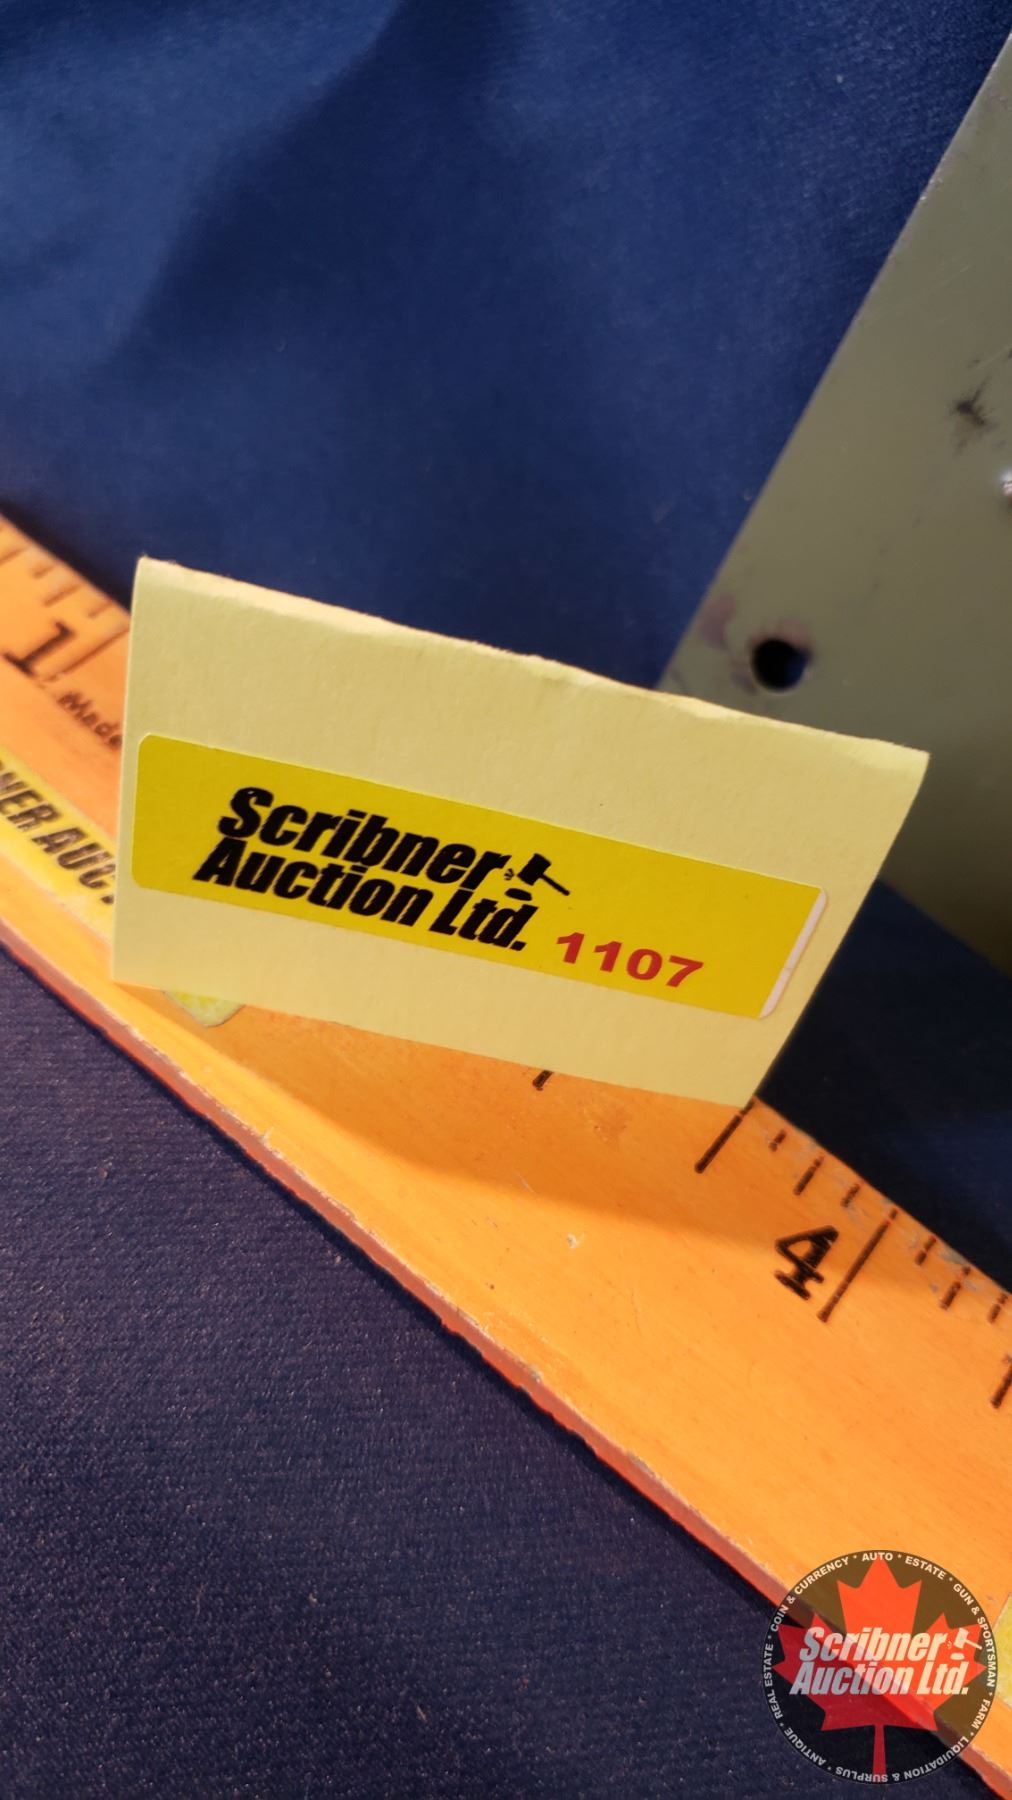 1
Made
NER AUC
Scribner
Auction Ltd.
1107
4
COIN & CURRENCY * AUTO * ESTATE * GUN & SPORTSMAN * FARM * LIQUIDATION & SURPLUS * ANTIQUE * REAL ESTATE *
Scribner
Auction Ltd.